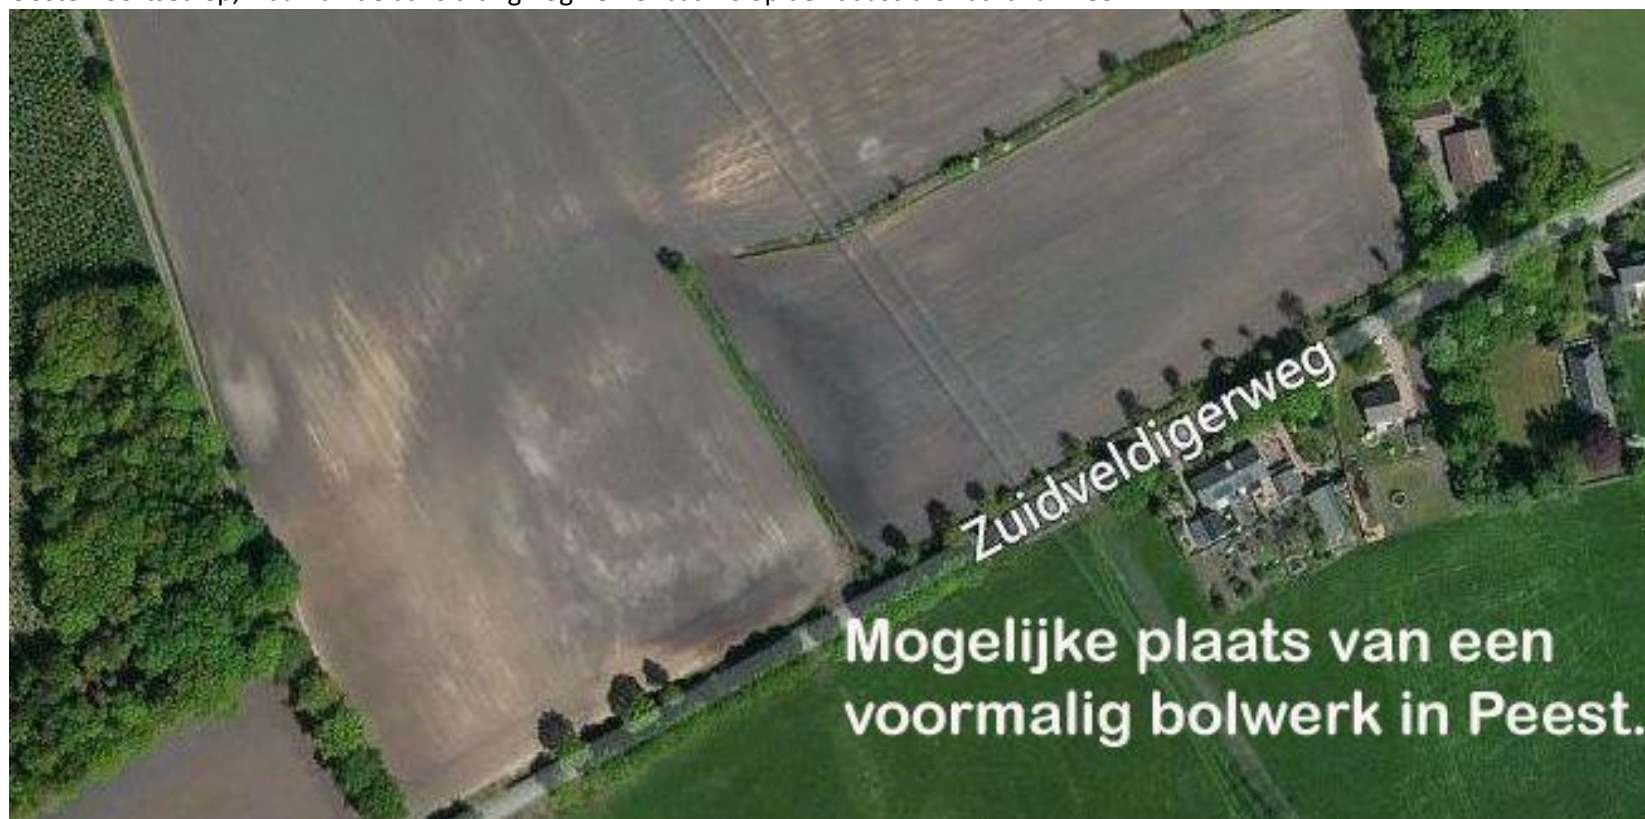 Zuidveldigerweg
Mogelijke plaats van een
voormalig bolwerk in Peest.